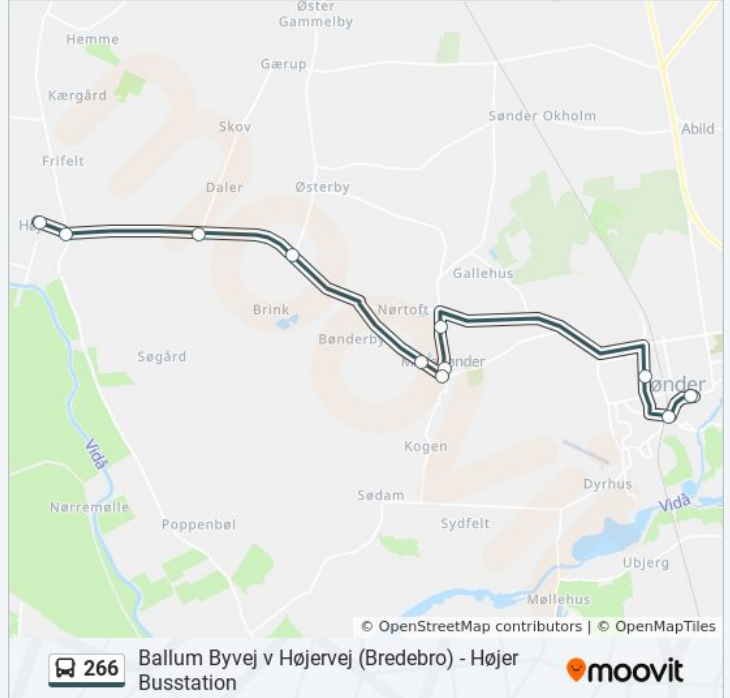 Øster
Gammelby
Hemme
Gærup
Kærgård
Sønder Okholm
Skov
Abild
Frifelt
Daler
Østerby
Gallehus
Brink
Nørtoft
Bønderby
Søgård
Kogen
Vidå
Dyrhus
Sødam
Nørremølle
Vidå
Poppenbøl
Sydfelt
Ubjerg
Møllehus
© OpenStreetMap contributors | © OpenMapTiles
266
Ballum Byvej v Højervej (Bredebro) - Højer
Busstation
moovit